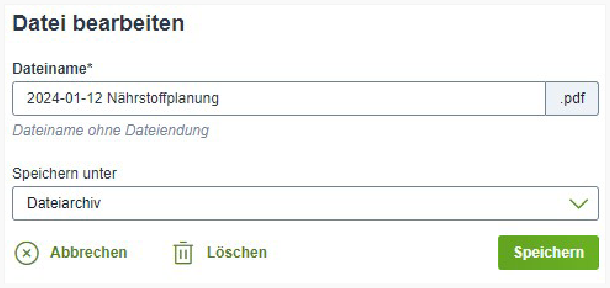 Datei bearbeiten
Dateiname*
2024-01-12 Nährstoffplanung .pdf
Dateiname ohne Dateiendung
Speichern unter
Dateiarchiv
Abbrechen Löschen Speichern